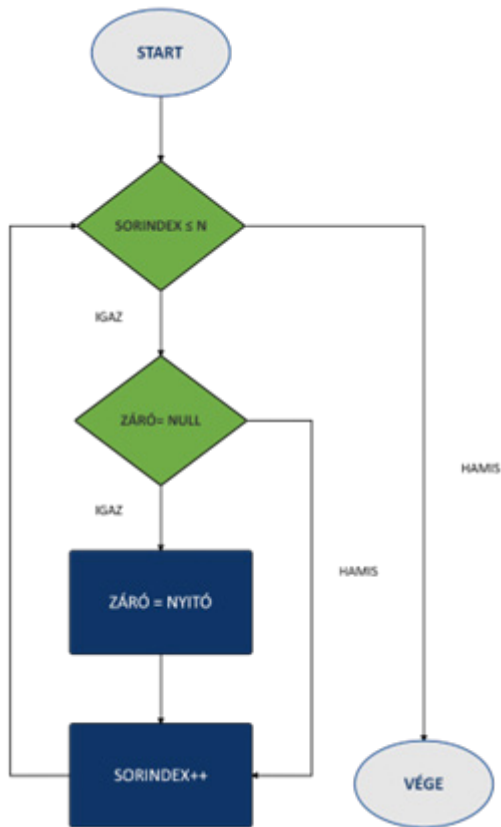 START
SORINDEX ≤ N
IGAZ
ZÁRÓ= NULL
HAMIS
IGAZ
HAMIS
ZÁRÓ = NYITÓ
SORINDEX++
VÉGE